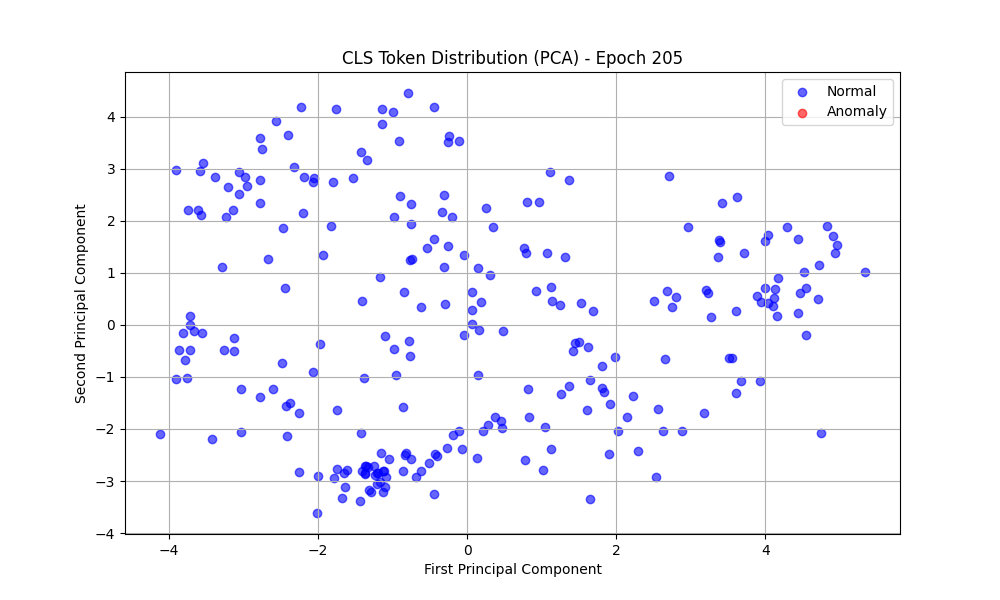 CLS Token Distribution (PCA) - Epoch 205
Normal
Anomaly
Second Principal Component
4
3
2
1
0
−1
−2
−3
−4
−4
−2
0
2
4
First Principal Component